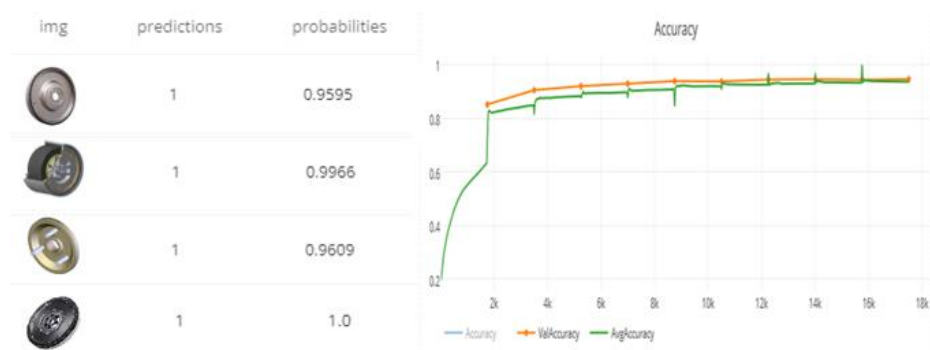 img predictions probabilities
1 0.9595
1 0.9966
1 0.9609
1 1.0
Accuracy
1
0.8
0.6
0.4
0.2
2k 4k 6k 8k 10k 12k 14k 16k 18k
Accuracy ValAccuracy AvgAccuracy